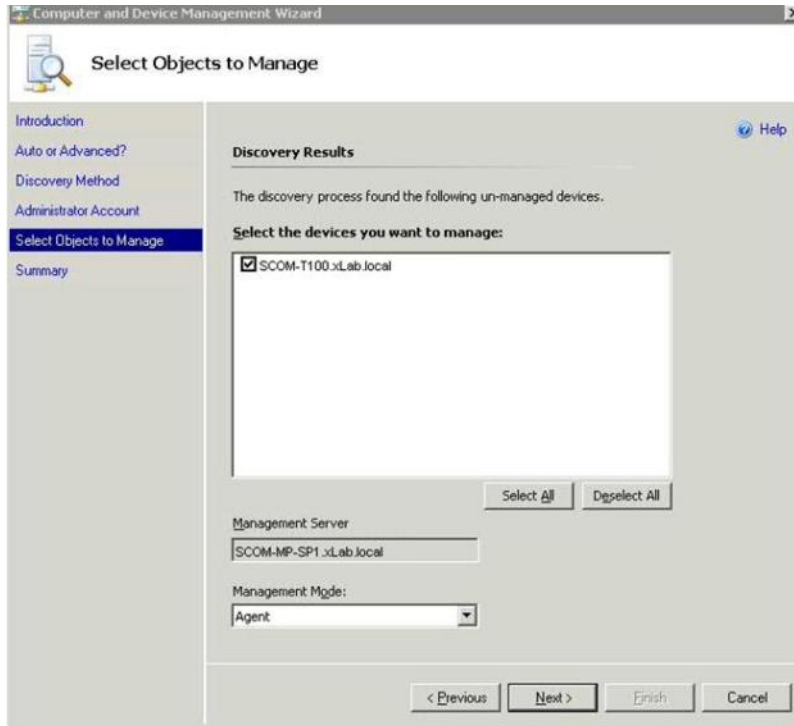 Computer and Device Management Wizard
Select Objects to Manage
Introduction
Auto or Advanced?
Discovery Method
Administrator Account
Select Objects to Manage
Summary
Help
Discovery Results
The discovery process found the following un-managed devices.
Select the devices you want to manage:
SCOM-T100.xLab.local
Select All
Deselect All
Management Server
SCOM-MP-SP1.xLab.local
Management Mode:
Agent
< Previous
Next >
Finish
Cancel